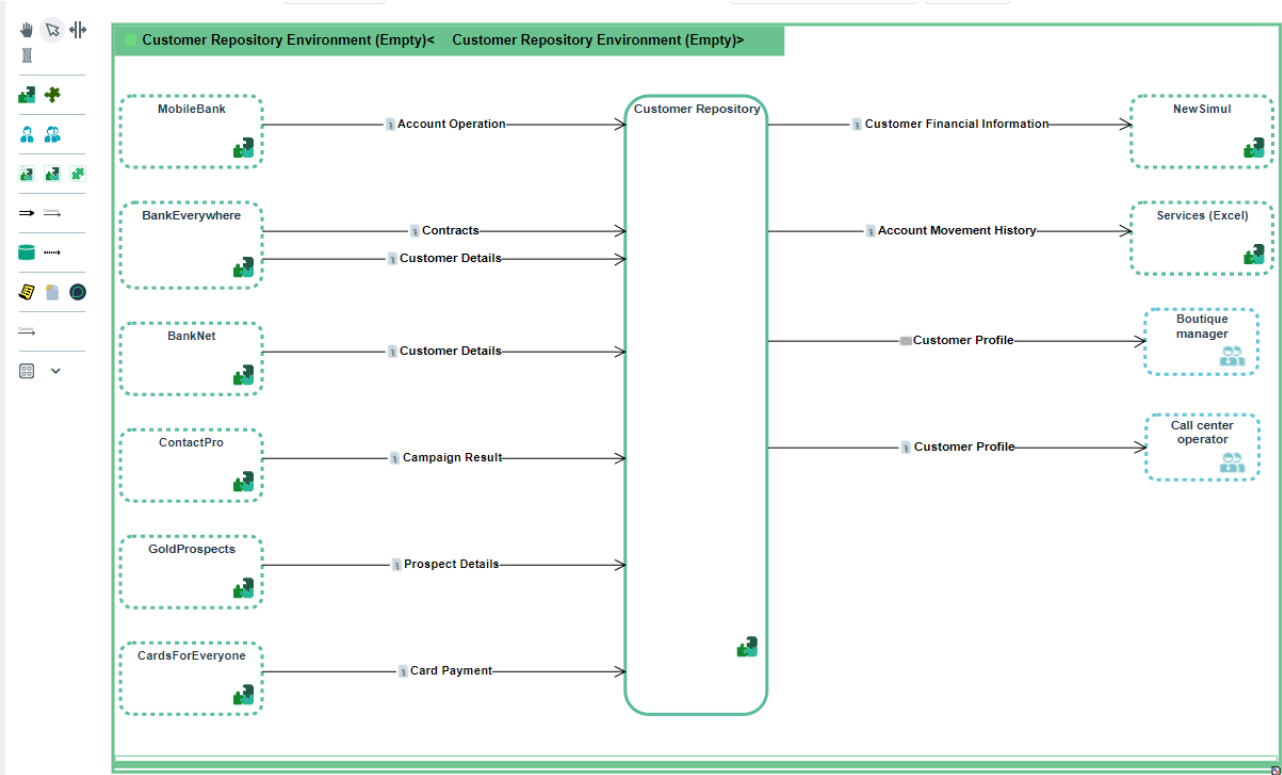 Customer Repository Environment (Empty)< Customer Repository Environment (Empty)>
MobileBank
Account Operation
Customer Repository
Customer Financial Information
NewSimul
BankEverywhere
Contracts
Customer Details
Account Movement History
Services (Excel)
BankNet
Customer Details
Customer Profile
Boutique
manager
ContactPro
Campaign Result
Customer Profile
Call center
operator
GoldProspects
Prospect Details
CardsForEveryone
Card Payment